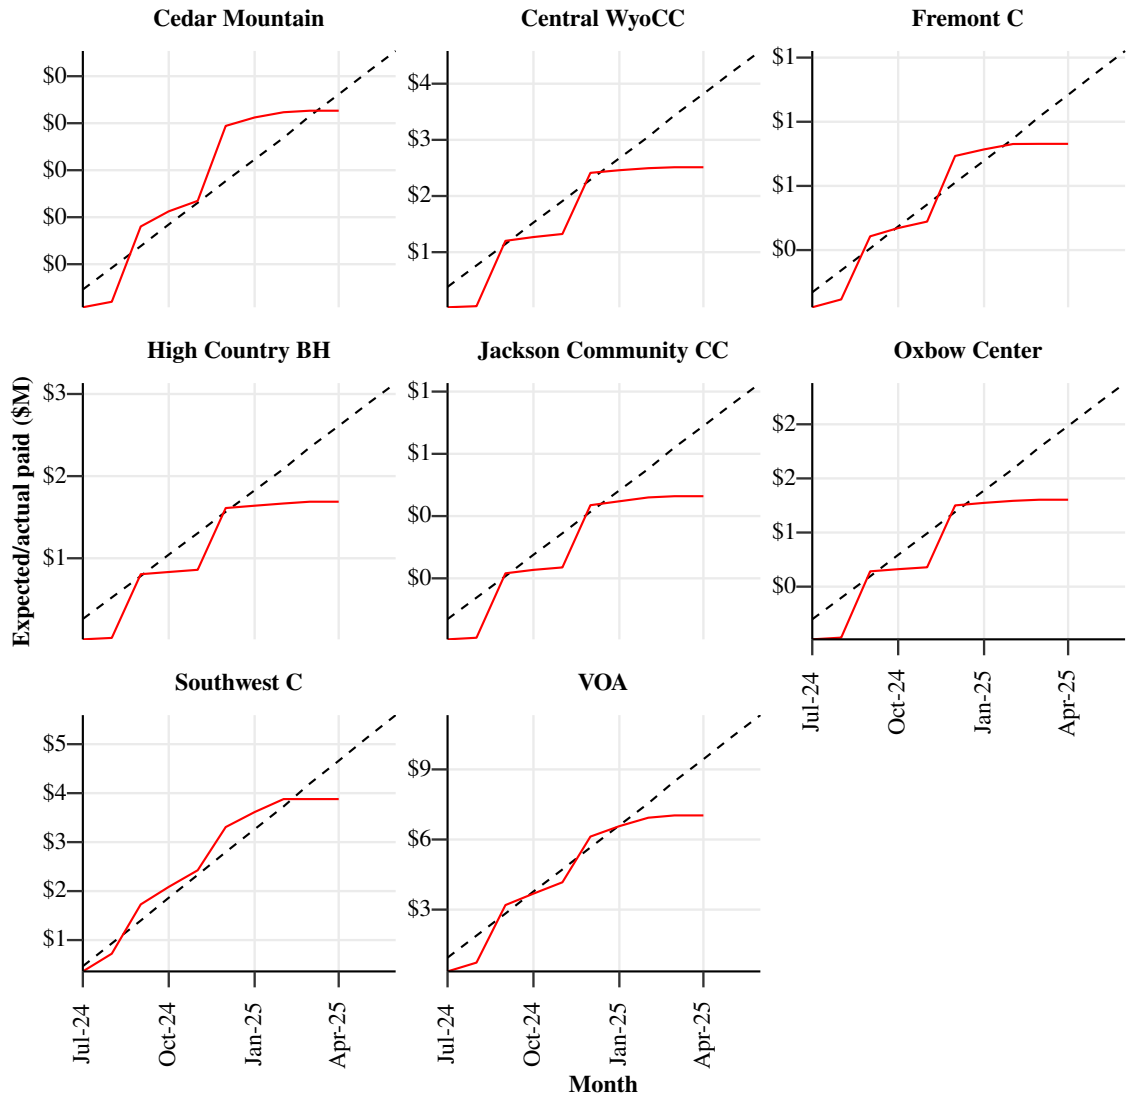 Cedar Mountain
Central WyoCC
Fremont C
$0
$0
$0
$0
$0
$4
$3
$2
$1
$1
$1
$1
$0
High Country BH
Jackson Community CC
Oxbow Center
Expected/actual paid ($M)
$3
$2
$1
$1
$1
$0
$0
$2
$2
$1
$0
Jul-24
Oct-24
Jan-25
Apr-25
Southwest C
VOA
$5
$4
$3
$2
$1
$9
$6
$3
Jul-24
Oct-24
Jan-25
Apr-25
Jul-24
Oct-24
Jan-25
Apr-25
Month